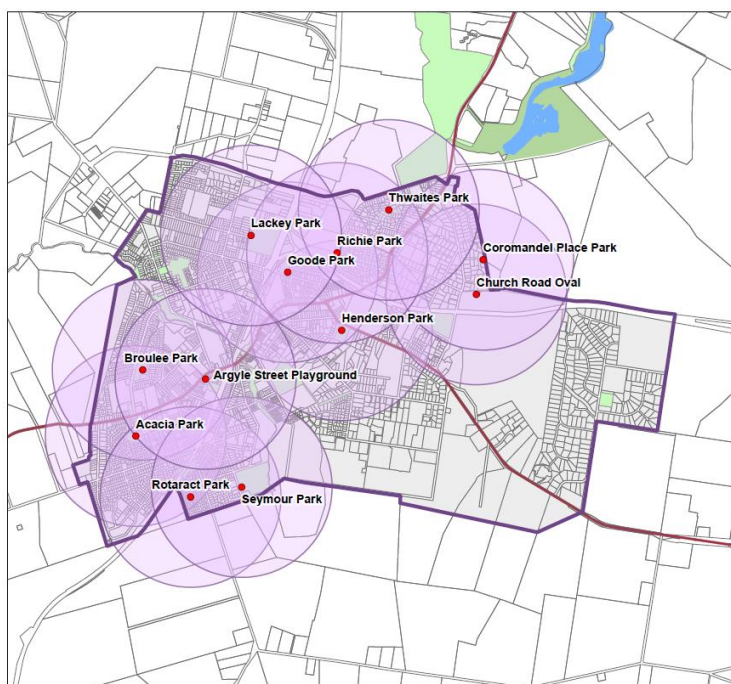 Thwaites Park
Lackey Park
Richie Park
Coromandel Place Park
Goode Park
Church Road Oval
Henderson Park
Broulee Park
Argyle Street Playground
Acacia Park
Rotaract Park
Seymour Park